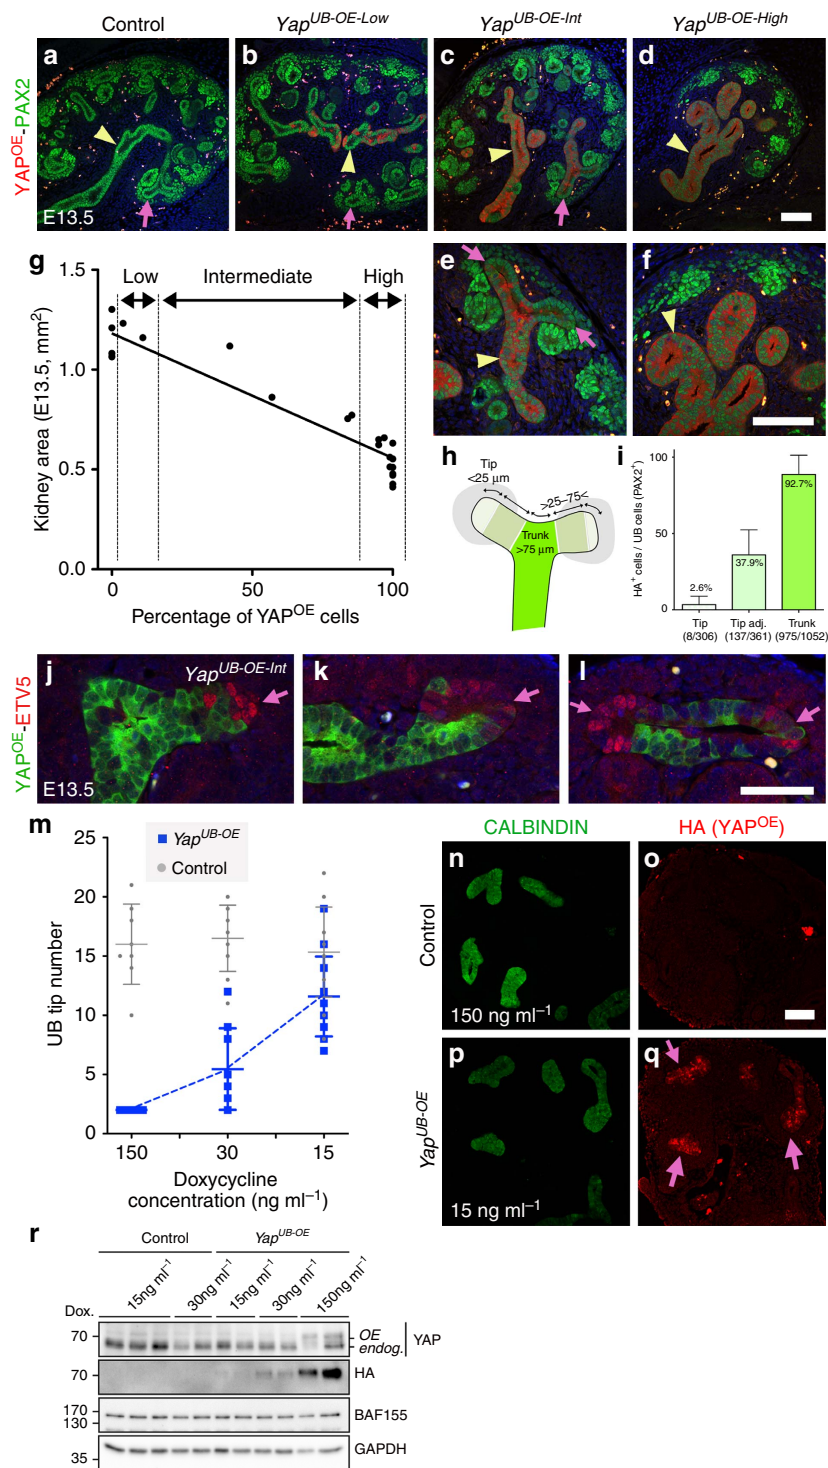 Control Yap^UB-OE-Low Yap^UB-OE-Int Yap^UB-OE-High
YAP^OE-PAX2
a b c d
E13.5
g
e f
Low Intermediate High
Kidney area (E13.5, mm²)
1.5
1.0
0.5
0.0
0 50 100
Percentage of YAP^OE cells
h
Tip
<25 µm
>25–75<
Trunk
>75 µm
i
HA⁺ cells / UB cells (PAX2⁺)
100
50
0
2.6%
37.9%
92.7%
Tip Tip adj. Trunk
(8/306) (137/361) (975/1052)
YAP^OE-ETV5
j Yap^UB-OE-Int k l
E13.5
m
UB tip number
25
20
15
10
5
0
Yap^UB-OE
Control
150 30 15
Doxycycline
concentration (ng ml⁻¹)
CALBINDIN HA (YAP^OE)
Control
n o
150 ng ml⁻¹
Yap^UB-OE
p q
15 ng ml⁻¹
r
Control Yap^UB-OE
Dox. 15ng ml⁻¹ 30ng ml⁻¹ 15ng ml⁻¹ 30ng ml⁻¹ 150ng ml⁻¹
70 OE
endog. YAP
70 HA
170
130 BAF155
35 GAPDH